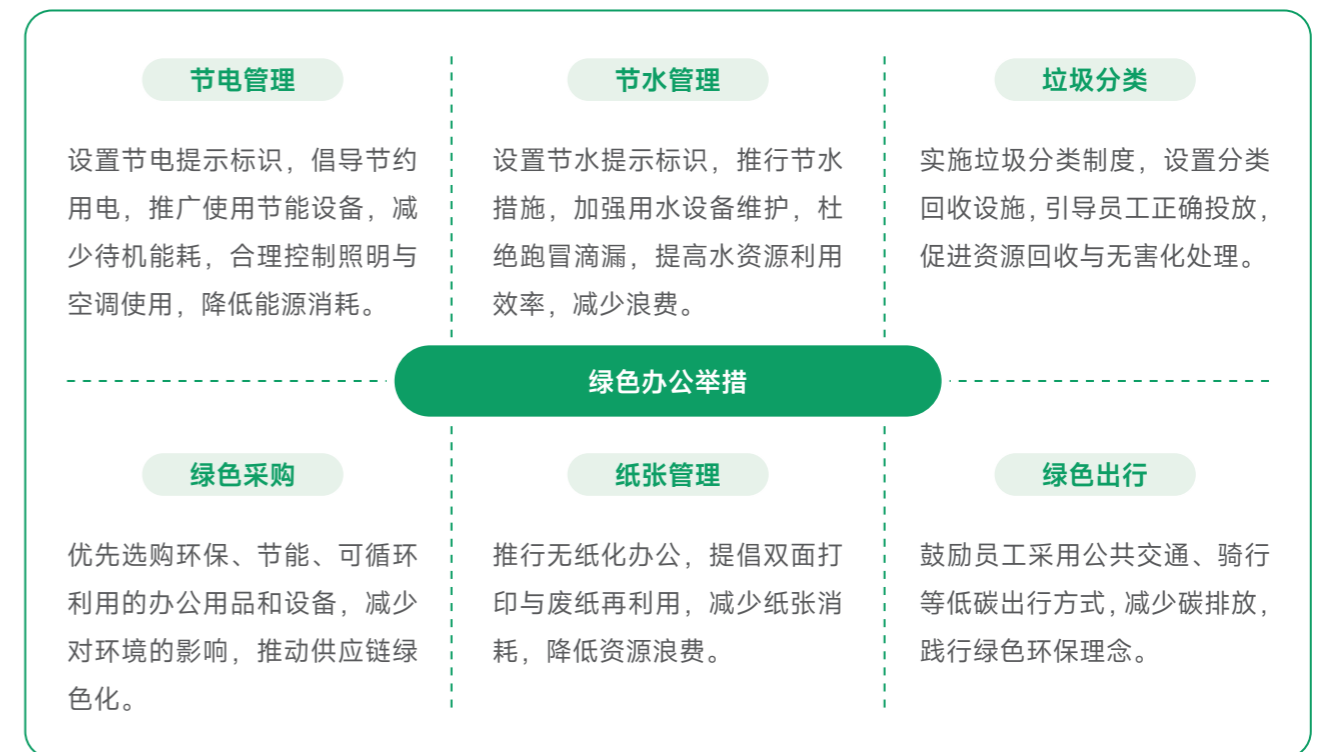 节电管理
设置节电提示标识，倡导节约
用电，推广使用节能设备，减
少待机能耗，合理控制照明与
空调使用，降低能源消耗。
节水管理
设置节水提示标识，推行节水
措施，加强用水设备维护，杜
绝跑冒滴漏，提高水资源利用
效率，减少浪费。
垃圾分类
实施垃圾分类制度，设置分类
回收设施，引导员工正确投放，
促进资源回收与无害化处理。
绿色办公举措
绿色采购
优先选购环保、节能、可循环
利用的办公用品和设备，减少
对环境的影响，推动供应链绿
色化。
纸张管理
推行无纸化办公，提倡双面打
印与废纸再利用，减少纸张消
耗，降低资源浪费。
绿色出行
鼓励员工采用公共交通、骑行
等低碳出行方式，减少碳排放，
践行绿色环保理念。